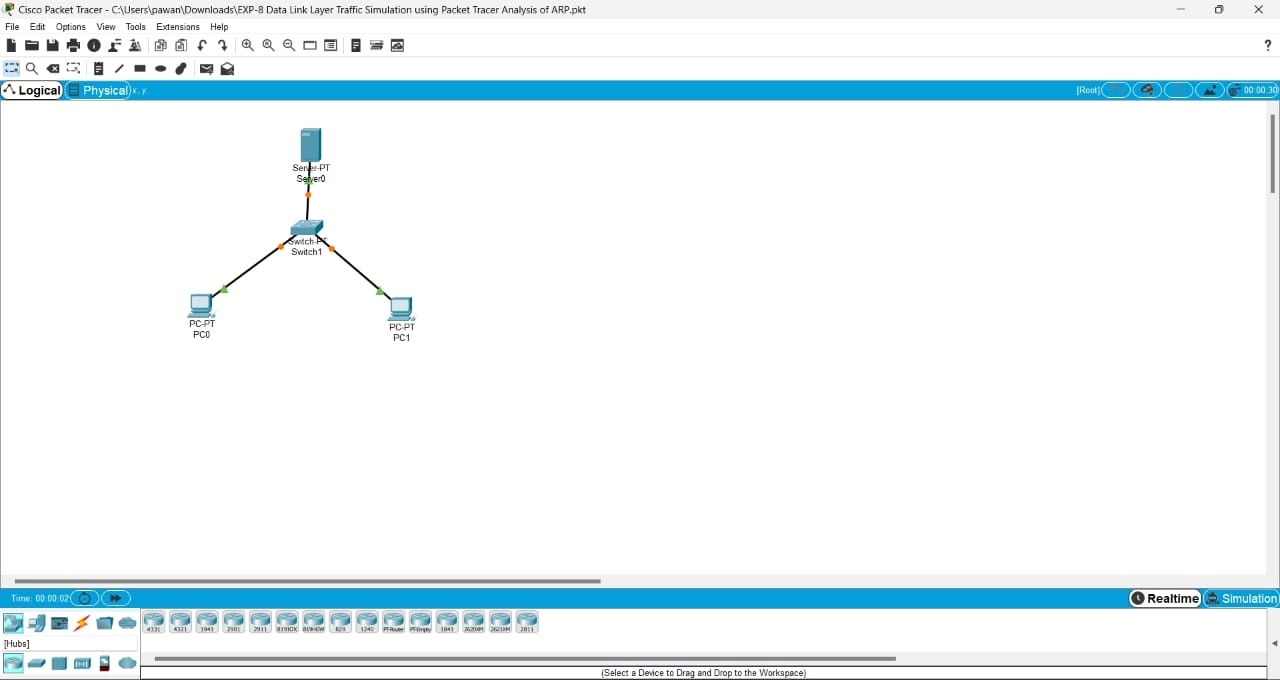 Cisco Packet Tracer - C:\Users\pawan\Downloads\EXP-8 Data Link Layer Traffic Simulation using Packet Tracer Analysis of ARP.pkt
File Edit Options View Tools Extensions Help
?
Logical Physical x, y [Root] 00:00:30
Server-PT
Server0
Switch-PT
Switch1
PC-PT
PC0
PC-PT
PC1
Time: 00:00:02 Realtime Simulation
4331 4321 1941 2901 2911 819IOX 819HGW 829 1240 PT-Router PT-Empty 1841 2620XM 2621XM 2811
[Hubs]
(Select a Device to Drag and Drop to the Workspace)